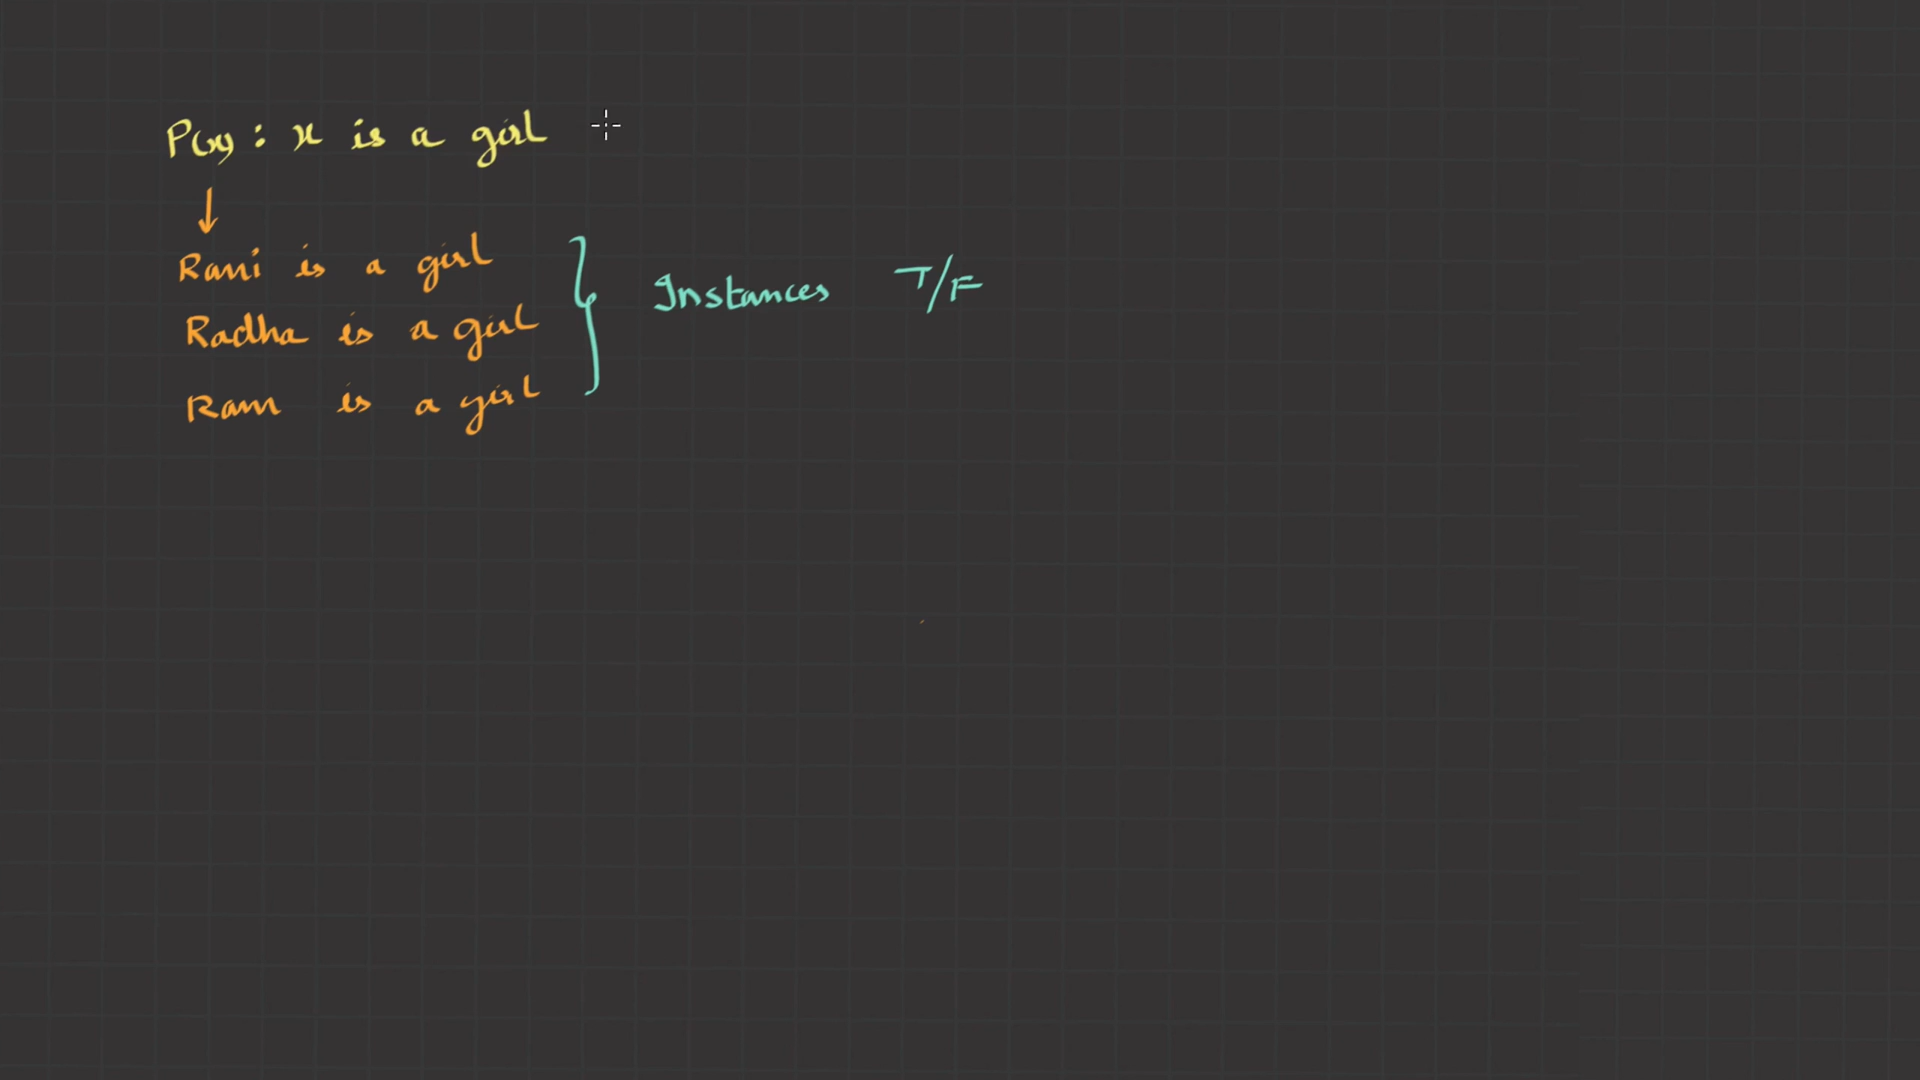 P(x) : x is a girl
Rani is a girl
Radha is a girl
Ram is a girl
Instances T/F